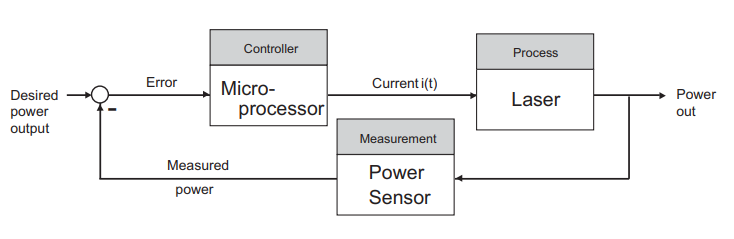 Controller
Process
Desired
power
output
Error
Micro-
processor
Current i(t)
Laser
Power
out
-
Measurement
Measured
power
Power
Sensor